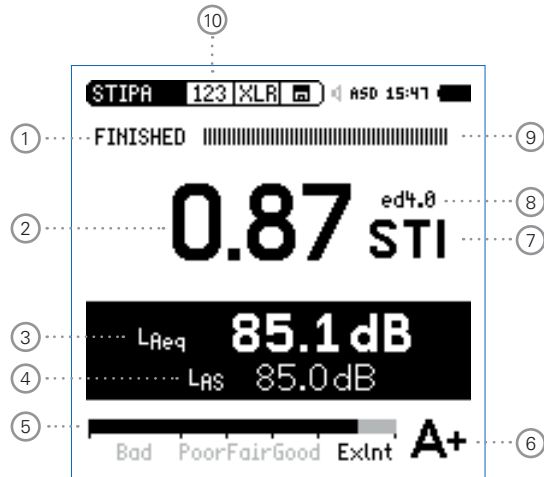 10
STIPA 123 XLR ASD 15:47
1 FINISHED 9
ed4.0 8
2 0.87 STI 7
3 LAeq 85.1 dB
4 LAS 85.0 dB
5 Bad Poor Fair Good Exlnt A+ 6